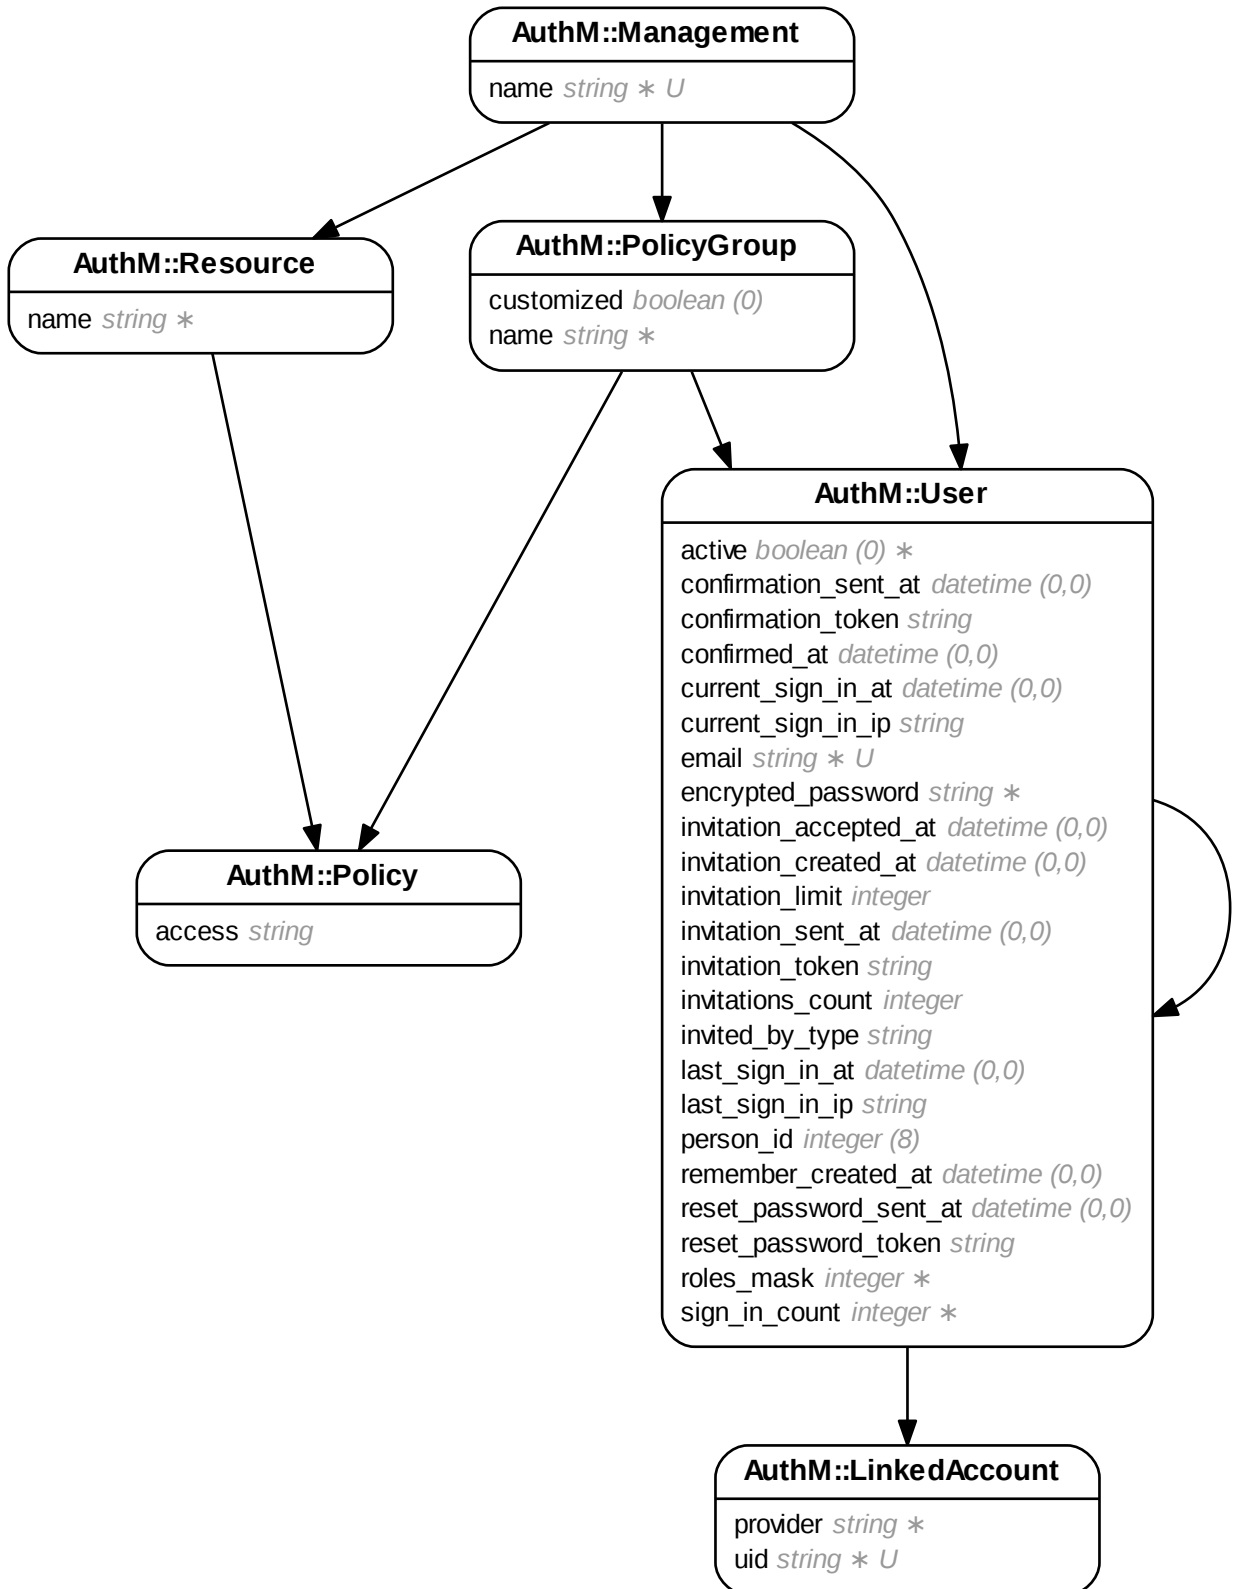 AuthM::Management
name string ∗ U
AuthM::Resource
name string ∗
AuthM::PolicyGroup
customized boolean (0)
name string ∗
AuthM::User
active boolean (0) ∗
confirmation_sent_at datetime (0,0)
confirmation_token string
confirmed_at datetime (0,0)
current_sign_in_at datetime (0,0)
current_sign_in_ip string
email string ∗ U
encrypted_password string ∗
invitation_accepted_at datetime (0,0)
invitation_created_at datetime (0,0)
invitation_limit integer
invitation_sent_at datetime (0,0)
invitation_token string
invitations_count integer
invited_by_type string
last_sign_in_at datetime (0,0)
last_sign_in_ip string
person_id integer (8)
remember_created_at datetime (0,0)
reset_password_sent_at datetime (0,0)
reset_password_token string
roles_mask integer ∗
sign_in_count integer ∗
AuthM::Policy
access string
AuthM::LinkedAccount
provider string ∗
uid string ∗ U